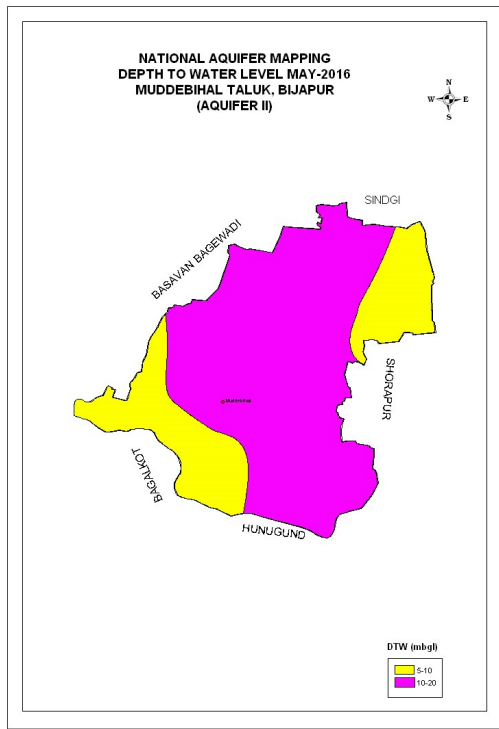 NATIONAL AQUIFER MAPPING
DEPTH TO WATER LEVEL MAY-2016
MUDDEBIHAL TALUK, BIJAPUR
(AQUIFER II)
N
W E
S
SINDGI
BASAVAN BAGEWADI
SHORAPUR
BAGALKOT
HUNUGUND
DTW (mbgl)
5-10
10-20